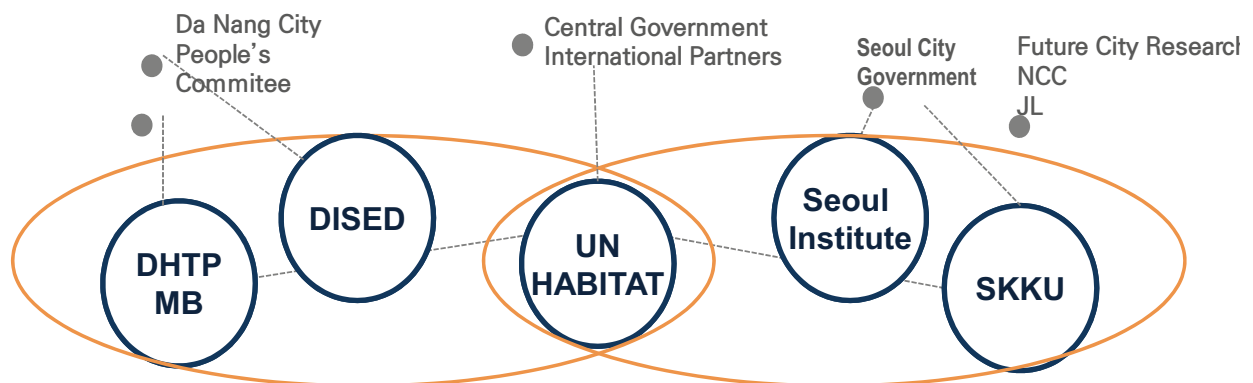 Da Nang City
People's
Commitee
Central Government
International Partners
Seoul City
Government
Future City Research
NCC
JL
DHTP
MB
DISED
UN
HABITAT
Seoul
Institute
SKKU